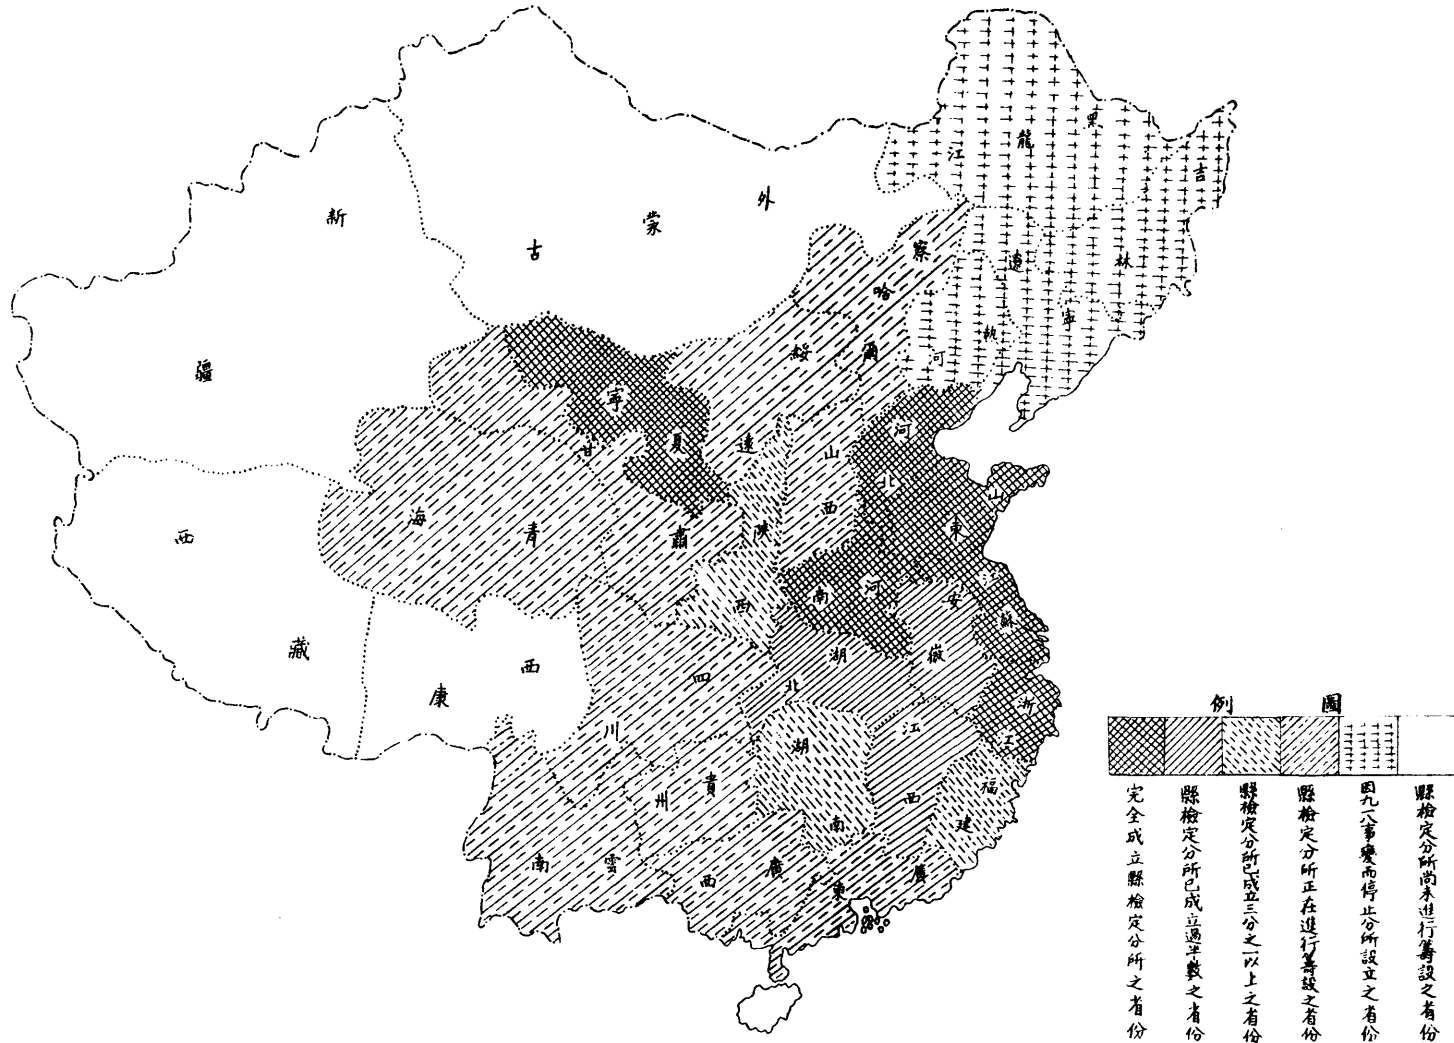 新疆
外蒙古
黑龍江
吉林
遼寧
熱河
察哈爾
綏遠
寧夏
甘肅
青海
西藏
西康
陝西
山西
河北
山東
河南
江蘇
安徽
湖北
四川
浙江
江西
湖南
貴州
福建
雲南
廣西
廣東
圖例
完全成立縣檢定分所之省份
縣檢定分所已成立過半數之省份
縣檢定分所已成立三分之一以上之省份
縣檢定分所正在進行籌設之省份
因九一八事變而停止分所設立之省份
縣檢定分所尚未進行籌設之省份